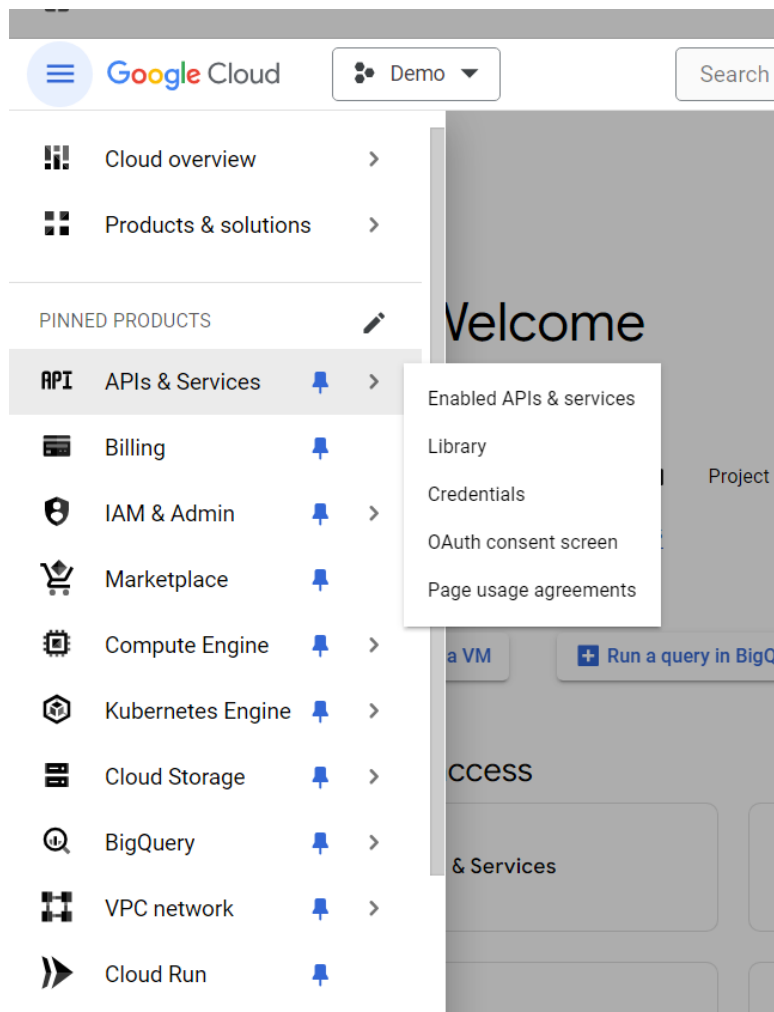 Google Cloud
Demo
Search
Cloud overview
Products & solutions
PINNED PRODUCTS
Welcome
API APIs & Services
Enabled APIs & services
Billing
Library
Project
Credentials
IAM & Admin
OAuth consent screen
Marketplace
Page usage agreements
Compute Engine
a VM
Run a query in BigQ
Kubernetes Engine
Cloud Storage
ccess
BigQuery
& Services
VPC network
Cloud Run